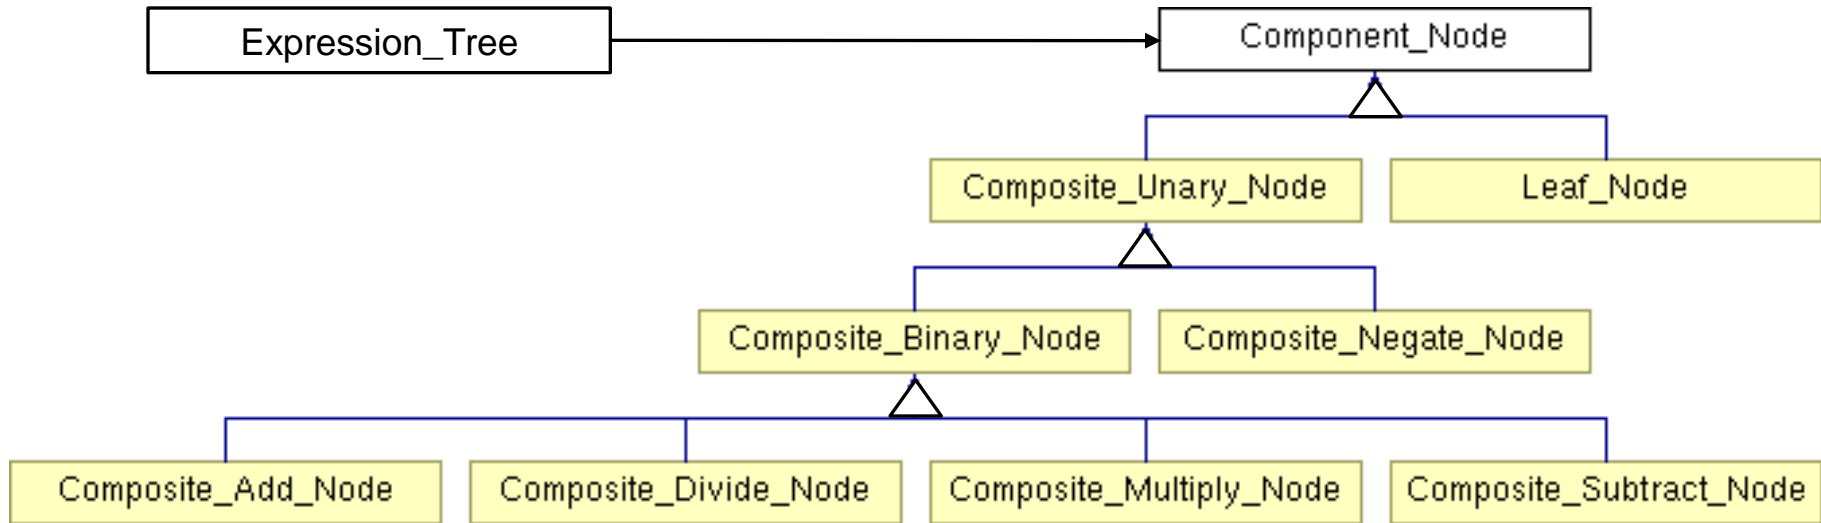 Expression_Tree
Component_Node
Composite_Unary_Node
Leaf_Node
Composite_Binary_Node
Composite_Negate_Node
Composite_Add_Node
Composite_Divide_Node
Composite_Multiply_Node
Composite_Subtract_Node